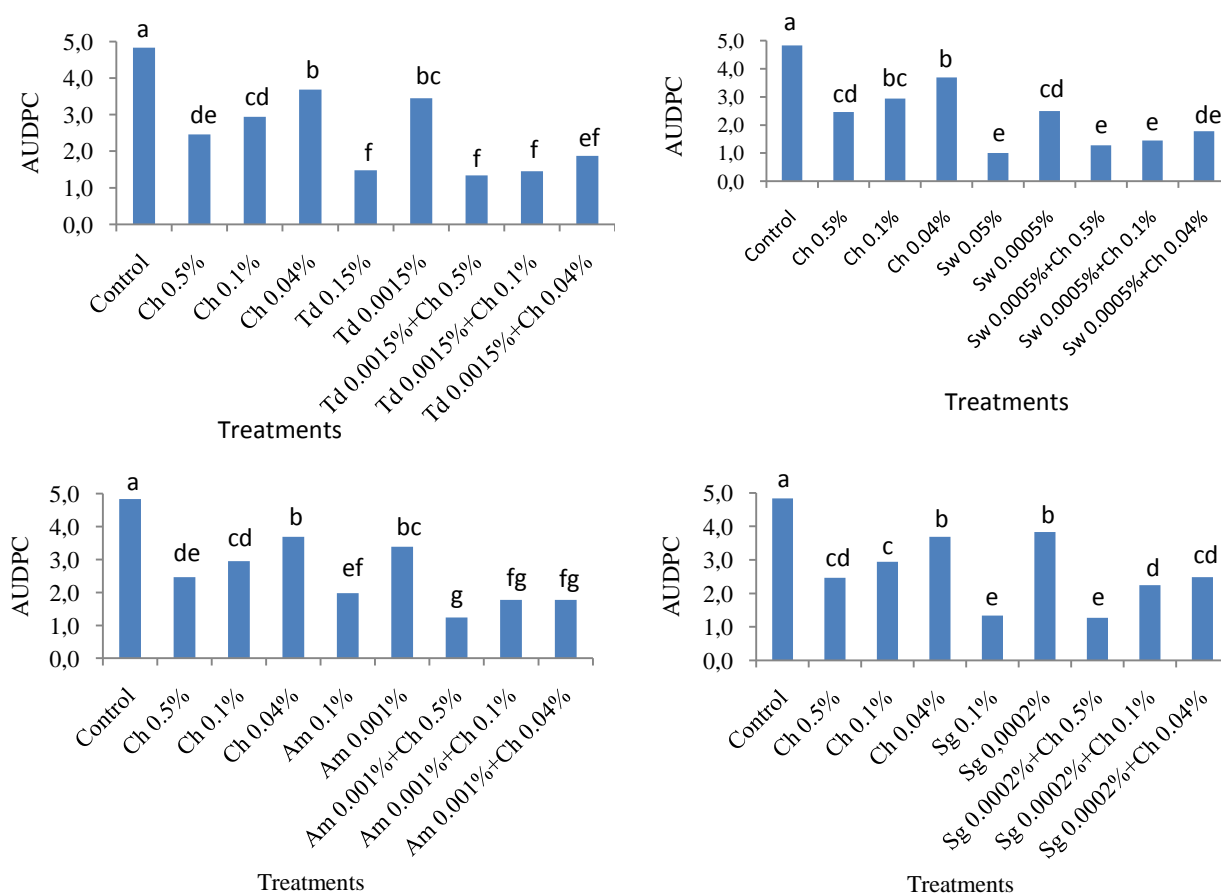 a
5,0
b
bc
4,0
cd
de
3,0
ef
f
f
f
2,0
1,0
0,0
AUDPC
Control
Ch 0.5%
Ch 0.1%
Ch 0.04%
Td 0.15%
Td 0.0015%
Td 0.0015%+Ch 0.5%
Td 0.0015%+Ch 0.1%
Td 0.0015%+Ch 0.04%
Treatments
a
5,0
b
4,0
bc
cd
cd
3,0
de
e
e
e
2,0
1,0
0,0
AUDPC
Control
Ch 0.5%
Ch 0.1%
Ch 0.04%
Sw 0.05%
Sw 0.0005%
Sw 0.0005%+Ch 0.5%
Sw 0.0005%+Ch 0.1%
Sw 0.0005%+Ch 0.04%
Treatments
a
5,0
b
bc
4,0
cd
de
3,0
ef
fg
fg
2,0
g
1,0
0,0
AUDPC
Control
Ch 0.5%
Ch 0.1%
Ch 0.04%
Am 0.1%
Am 0.001%
Am 0.001%+Ch 0.5%
Am 0.001%+Ch 0.1%
Am 0.001%+Ch 0.04%
Treatments
a
5,0
b
b
4,0
c
cd
cd
3,0
d
e
e
2,0
1,0
0,0
AUDPC
Control
Ch 0.5%
Ch 0.1%
Ch 0.04%
Sg 0.1%
Sg 0,0002%
Sg 0.0002%+Ch 0.5%
Sg 0.0002%+Ch 0.1%
Sg 0.0002%+Ch 0.04%
Treatments